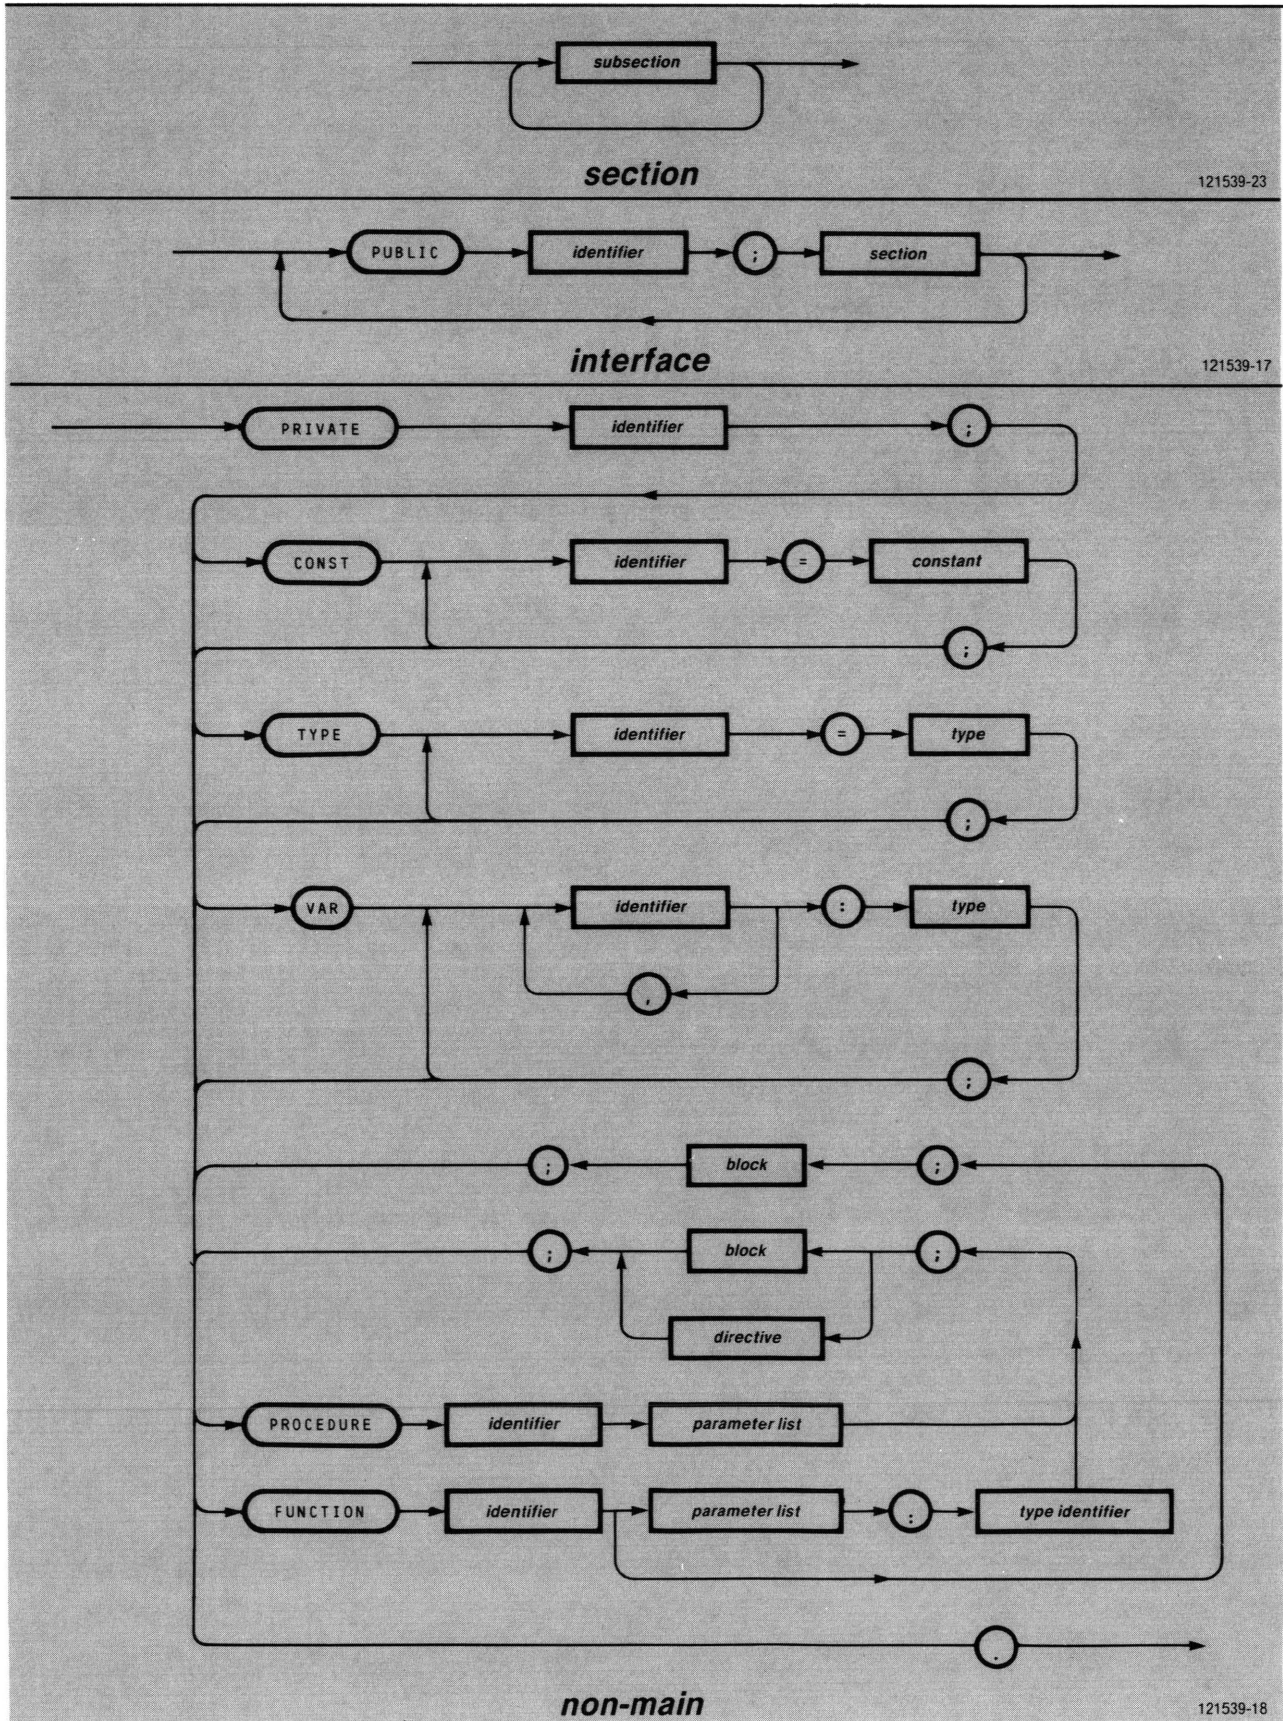 subsection
section
121539-23
PUBLIC identifier ; section
interface
121539-17
PRIVATE identifier ;
CONST identifier = constant
;
TYPE identifier = type
;
VAR identifier : type
,
;
; block ;
; block ;
directive
PROCEDURE identifier parameter list
FUNCTION identifier parameter list : type identifier
.
non-main
121539-18